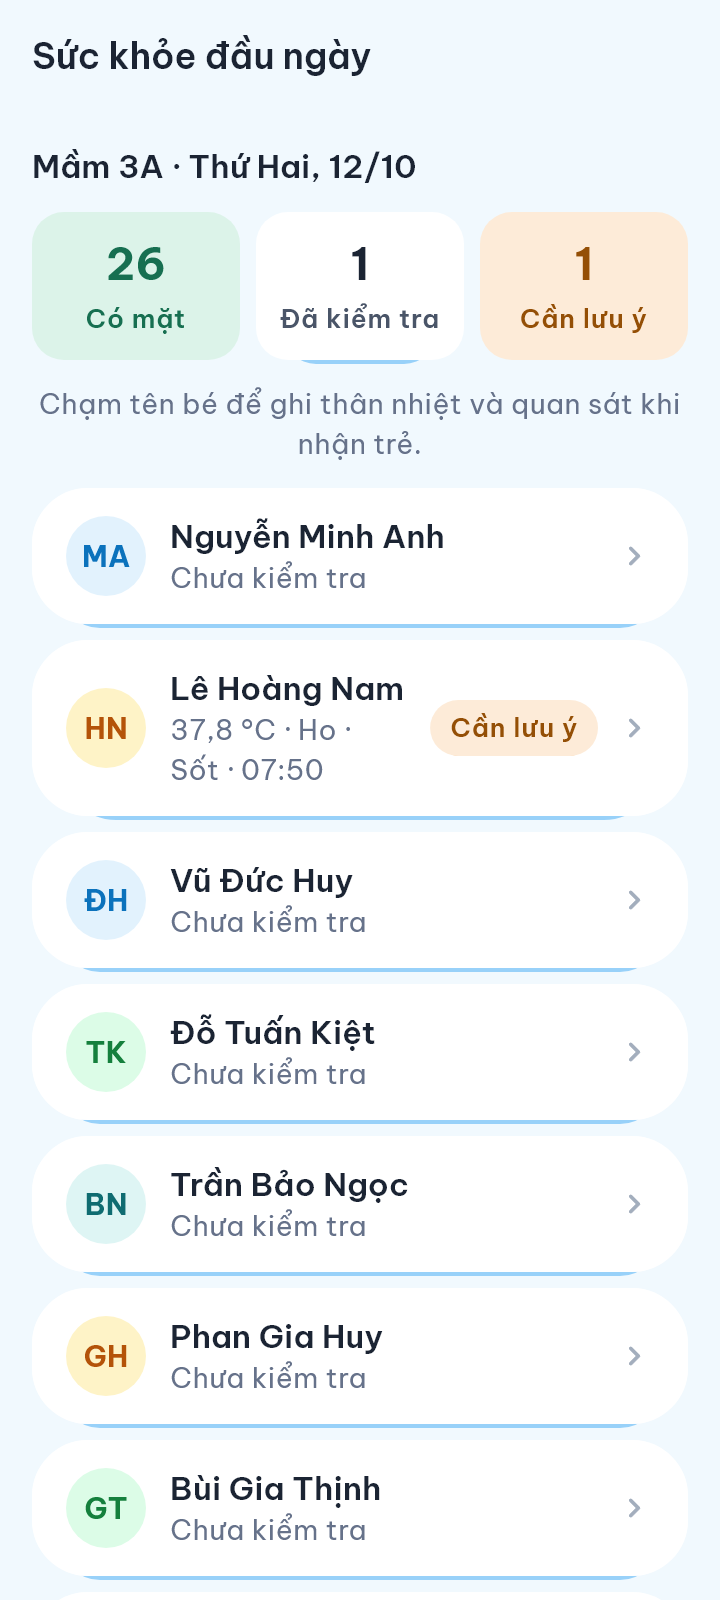 Sức khỏe đầu ngày
Mầm 3A · Thứ Hai, 12/10
26
Có mặt
1
Đã kiểm tra
1
Cần lưu ý
Chạm tên bé để ghi thân nhiệt và quan sát khi
nhận trẻ.
MA
Nguyễn Minh Anh
Chưa kiểm tra
HN
Lê Hoàng Nam
37,8 °C · Ho ·
Sốt · 07:50
Cần lưu ý
ĐH
Vũ Đức Huy
Chưa kiểm tra
TK
Đỗ Tuấn Kiệt
Chưa kiểm tra
BN
Trần Bảo Ngọc
Chưa kiểm tra
GH
Phan Gia Huy
Chưa kiểm tra
GT
Bùi Gia Thịnh
Chưa kiểm tra